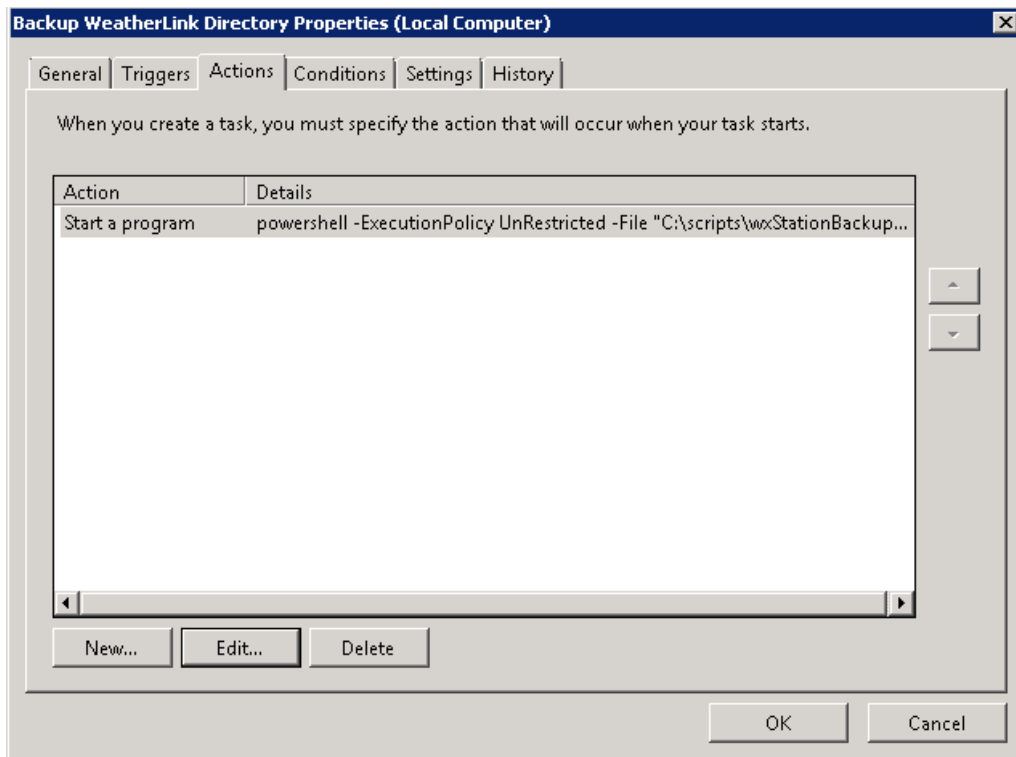 Backup WeatherLink Directory Properties (Local Computer)
General Triggers Actions Conditions Settings History
When you create a task, you must specify the action that will occur when your task starts.
Action Details
Start a program powershell -ExecutionPolicy UnRestricted -File "C:\scripts\wxStationBackup...
New... Edit... Delete
OK Cancel